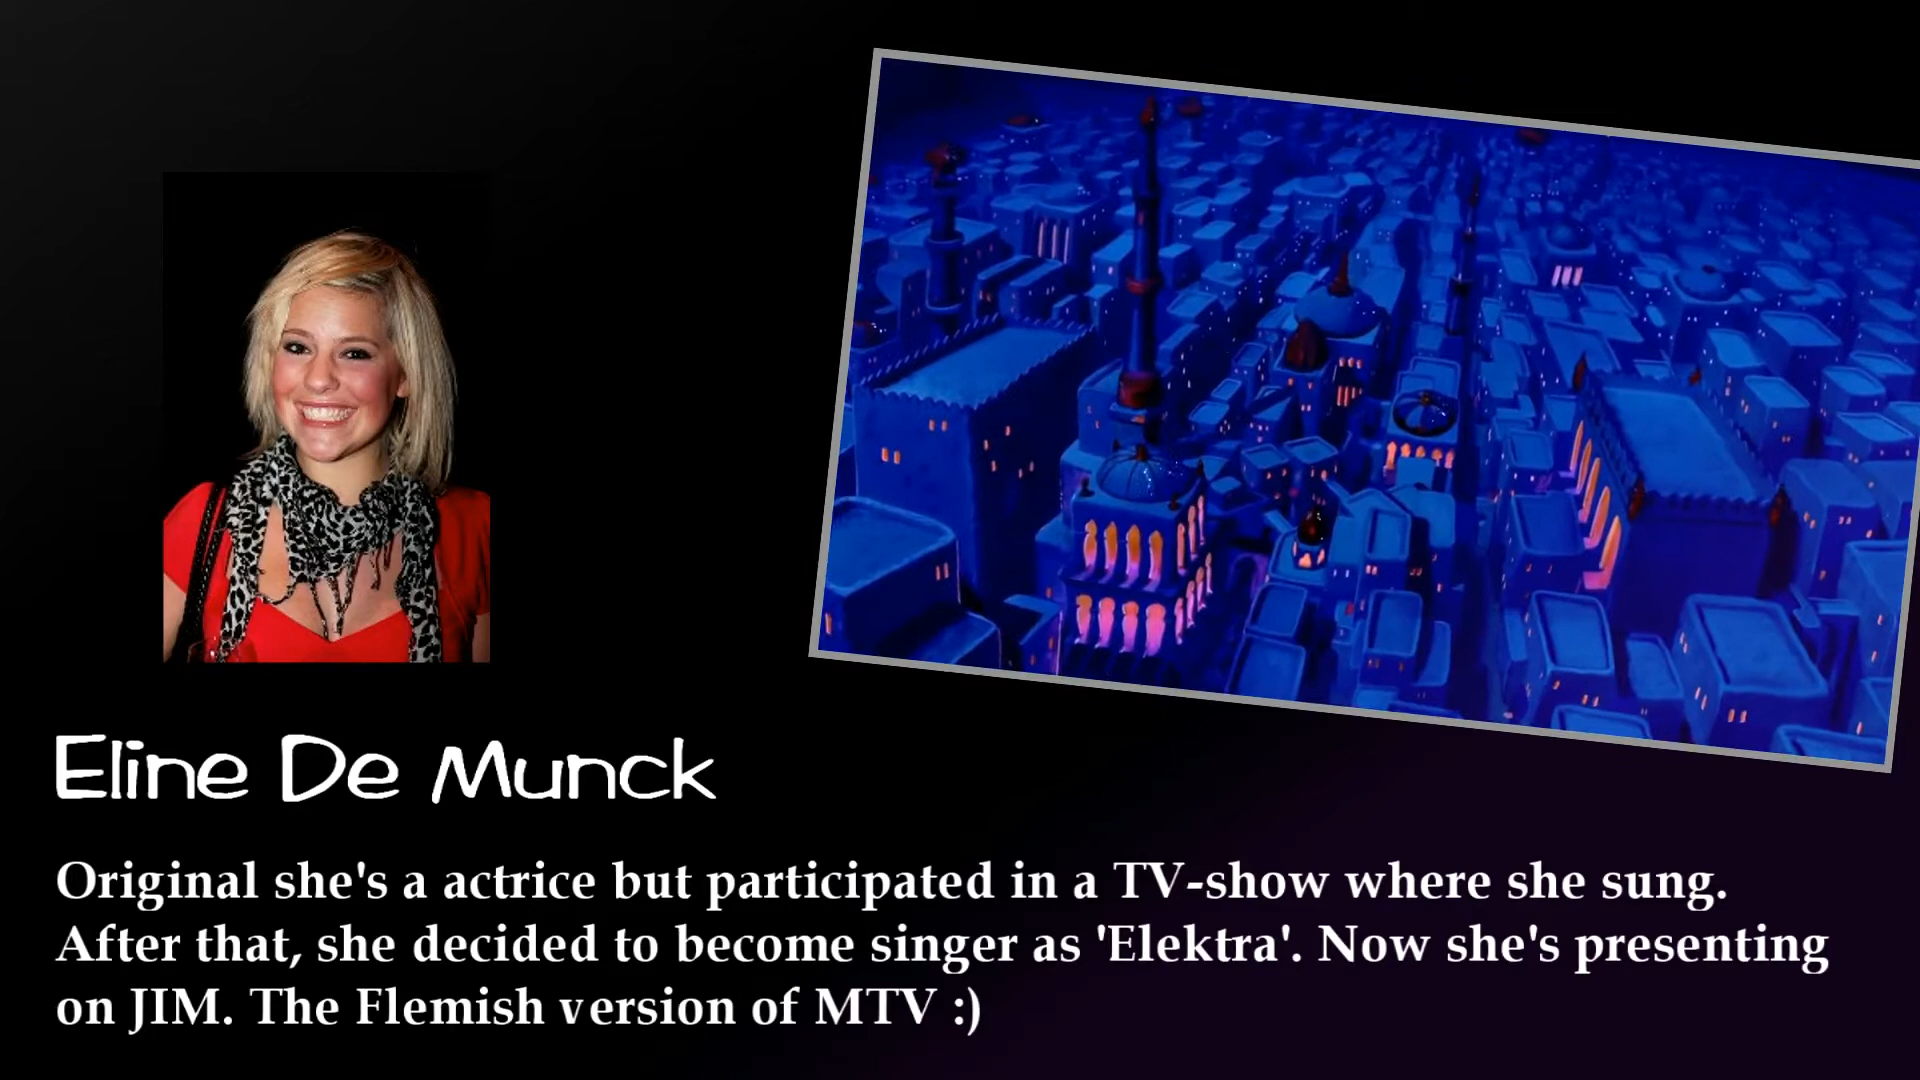 Eline De Munck
Original she's a actrice but participated in a TV-show where she sung.
After that, she decided to become singer as 'Elektra'. Now she's presenting
on JIM. The Flemish version of MTV :)